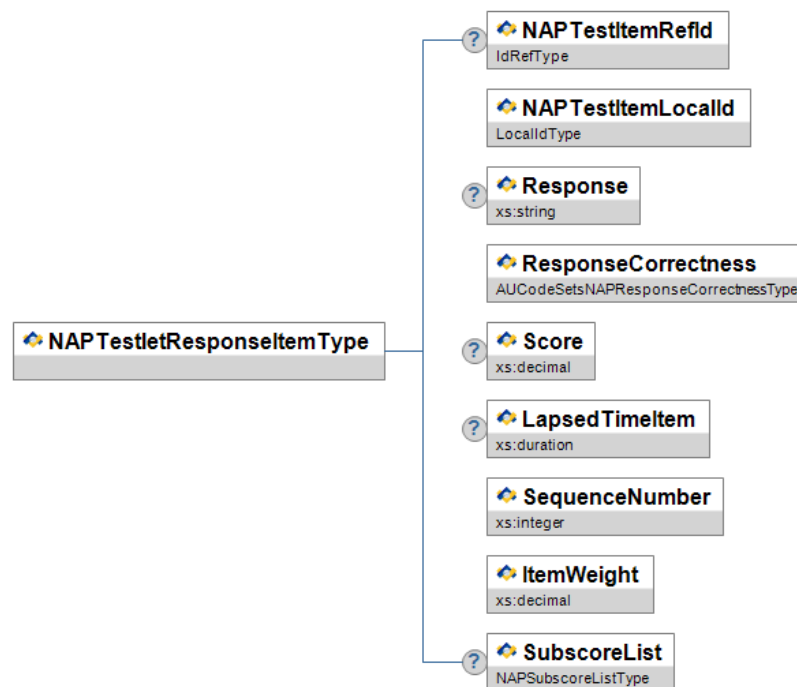 ?
NAPTestItemRefId
IdRefType
NAPTestItemLocalId
LocalIdType
?
Response
xs:string
ResponseCorrectness
AUCodeSetsNAPResponseCorrectnessType
NAPTestletResponseItemType
?
Score
xs:decimal
?
LapsedTimeItem
xs:duration
SequenceNumber
xs:integer
ItemWeight
xs:decimal
?
SubscoreList
NAPSubscoreListType